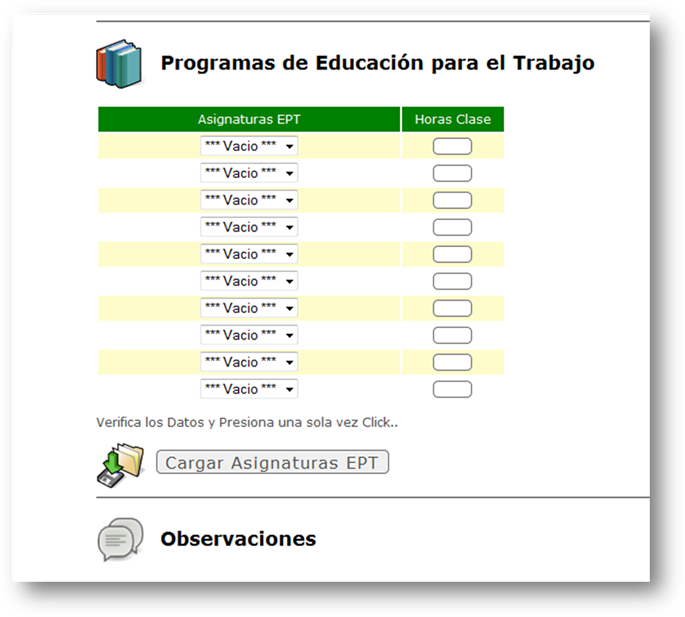 Programas de Educación para el Trabajo
Asignaturas EPT Horas Clase
*** Vacio ***
*** Vacio ***
*** Vacio ***
*** Vacio ***
*** Vacio ***
*** Vacio ***
*** Vacio ***
*** Vacio ***
*** Vacio ***
*** Vacio ***
Verifica los Datos y Presiona una sola vez Click..
Cargar Asignaturas EPT
Observaciones